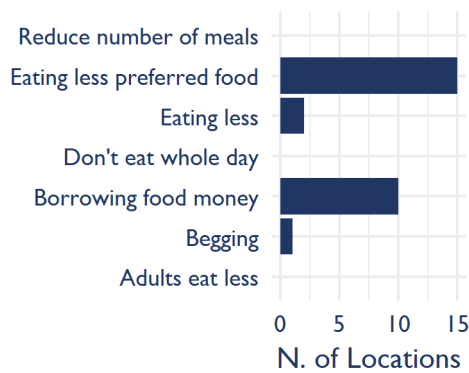 Reduce number of meals
Eating less preferred food
Eating less
Don't eat whole day
Borrowing food money
Begging
Adults eat less
0 5 10 15
N. of Locations